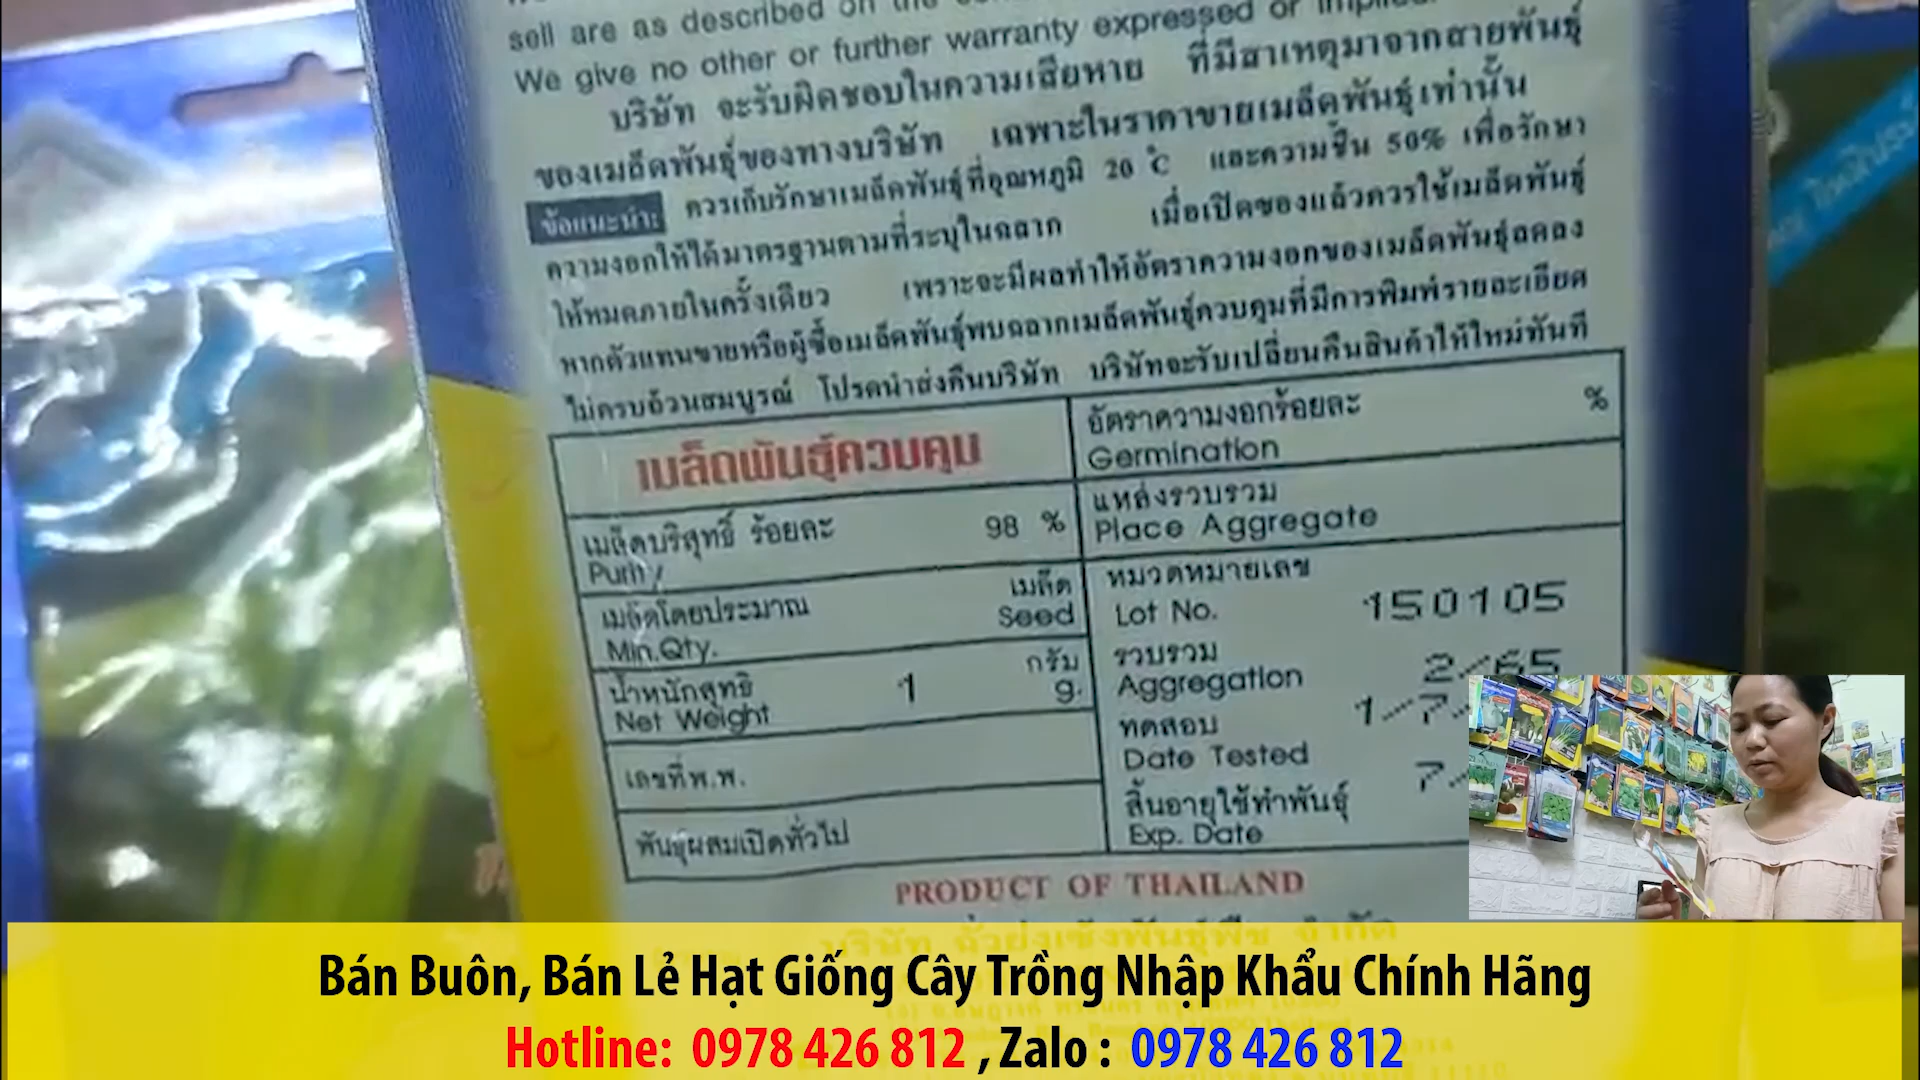 sell are as described on the
We give no other or further warranty expressed or implied.
บริษัท จะรับผิดชอบในความเสียหาย ที่มีสาเหตุมาจากสายพันธุ์
ของเมล็ดพันธุ์ของทางบริษัท เฉพาะในราคาขายเมล็ดพันธุ์เท่านั้น
ข้อแนะนำ: ควรเก็บรักษาเมล็ดพันธุ์ที่อุณหภูมิ 20 °C และความชื้น 50% เพื่อรักษา
ความงอกให้ได้มาตรฐานตามที่ระบุในฉลาก เมื่อเปิดซองแล้วควรใช้เมล็ดพันธุ์
ให้หมดภายในครั้งเดียว เพราะจะมีผลทำให้อัตราความงอกของเมล็ดพันธุ์ลดลง
หากตัวแทนขายหรือผู้ซื้อเมล็ดพันธุ์พบฉลากเมล็ดพันธุ์ควบคุมที่มีการพิมพ์รายละเอียด
ไม่ครบถ้วนสมบูรณ์ โปรดนำส่งคืนบริษัท บริษัทจะรับเปลี่ยนคืนสินค้าให้ใหม่ทันที
เมล็ดพันธุ์ควบคุม
อัตราความงอกร้อยละ %
Germination
เมล็ดบริสุทธิ์ ร้อยละ 98 %
Purity
แหล่งรวบรวม
Place Aggregate
เมล็ดโดยประมาณ เมล็ด
Min.Qty. Seed
หมวดหมายเลข
Lot No. 150105
น้ำหนักสุทธิ 1 กรัม
Net Weight g.
รวบรวม
Aggregation 2/65
เลขที่พ.พ.
ทดสอบ 1-7-
Date Tested
พันธุ์ผสมเปิดทั่วไป
สิ้นอายุใช้ทำพันธุ์ 7-
Exp. Date
PRODUCT OF THAILAND
บริษัท ฉั่วยงเซ้งพันธุ์พืช จำกัด
Bán Buôn, Bán Lẻ Hạt Giống Cây Trồng Nhập Khẩu Chính Hãng
Hotline: 0978 426 812 , Zalo : 0978 426 812